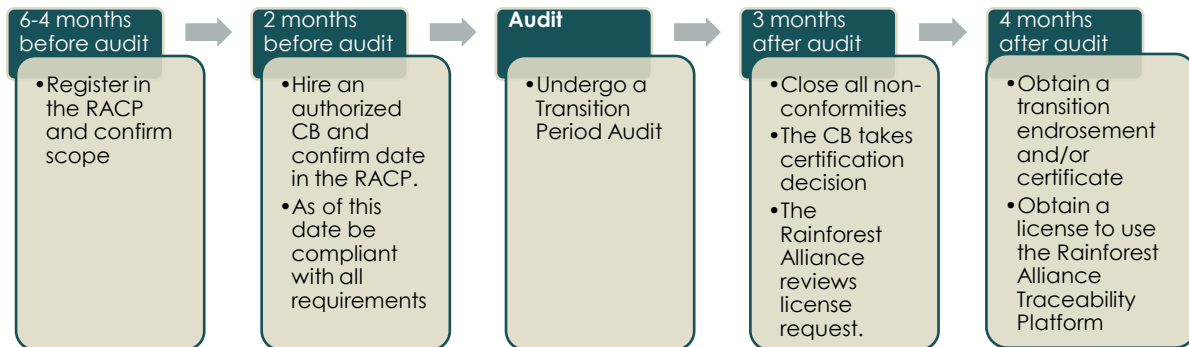 6-4 months
before audit
•Register in
the RACP
and confirm
scope
2 months
before audit
•Hire an
authorized
CB and
confirm date
in the RACP.
•As of this
date be
compliant
with all
requirements
Audit
•Undergo a
Transition
Period Audit
3 months
after audit
•Close all non-
conformities
•The CB takes
certification
decision
•The
Rainforest
Alliance
reviews
license
request.
4 months
after audit
•Obtain a
transition
endrosement
and/or
certificate
•Obtain a
license to use
the Rainforest
Alliance
Traceability
Platform